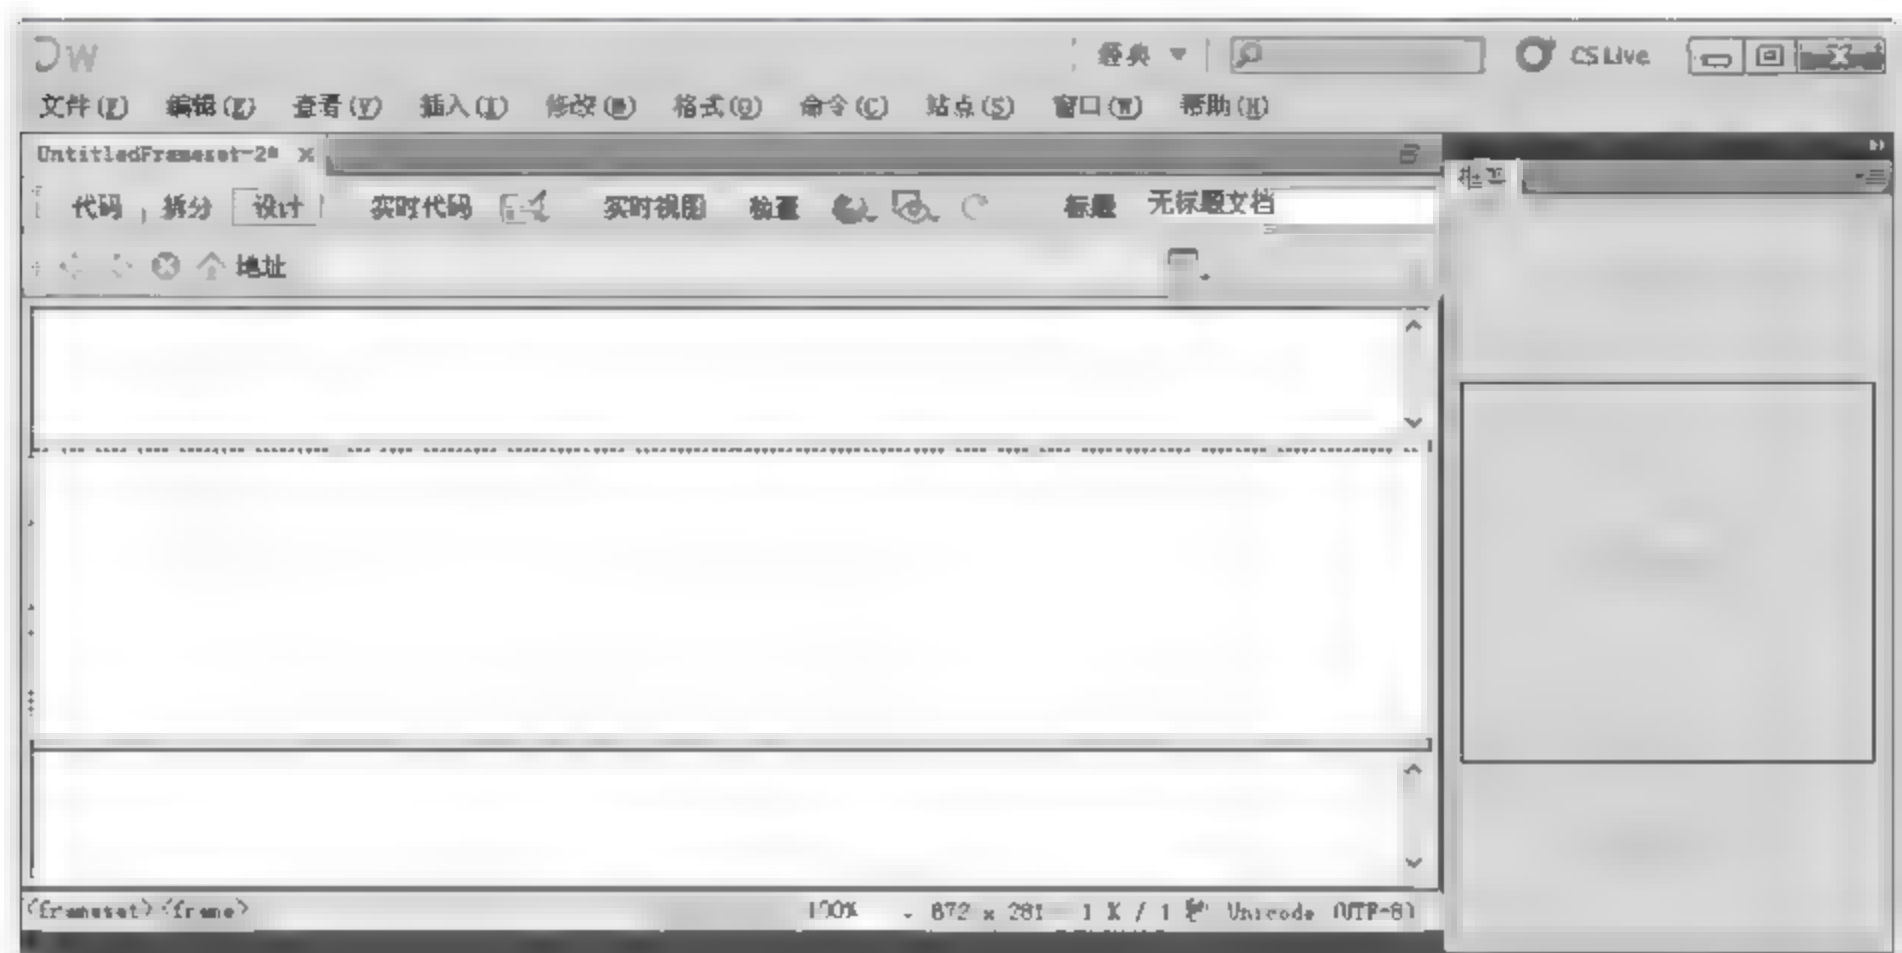 Dw 经典 CS Live
文件(F) 编辑(E) 查看(V) 插入(I) 修改(M) 格式(O) 命令(C) 站点(S) 窗口(W) 帮助(H)
UntitledFrameset-2* x
框架
代码 拆分 设计 实时代码 实时视图 检查 标题 无标题文档
地址
<frameset><frame> 100% 872 x 281 1 K / 1 秒 Unicode (UTF-8)